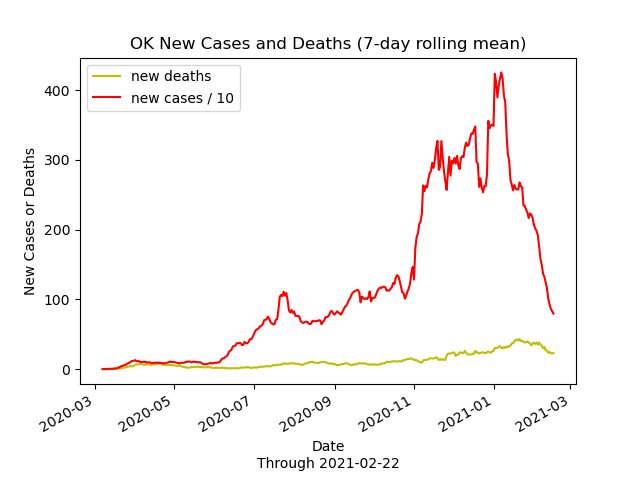 OK New Cases and Deaths (7-day rolling mean)
new deaths
new cases / 10
New Cases or Deaths
400
300
200
100
0
2020-03
2020-05
2020-07
2020-09
2020-11
2021-01
2021-03
Date
Through 2021-02-22